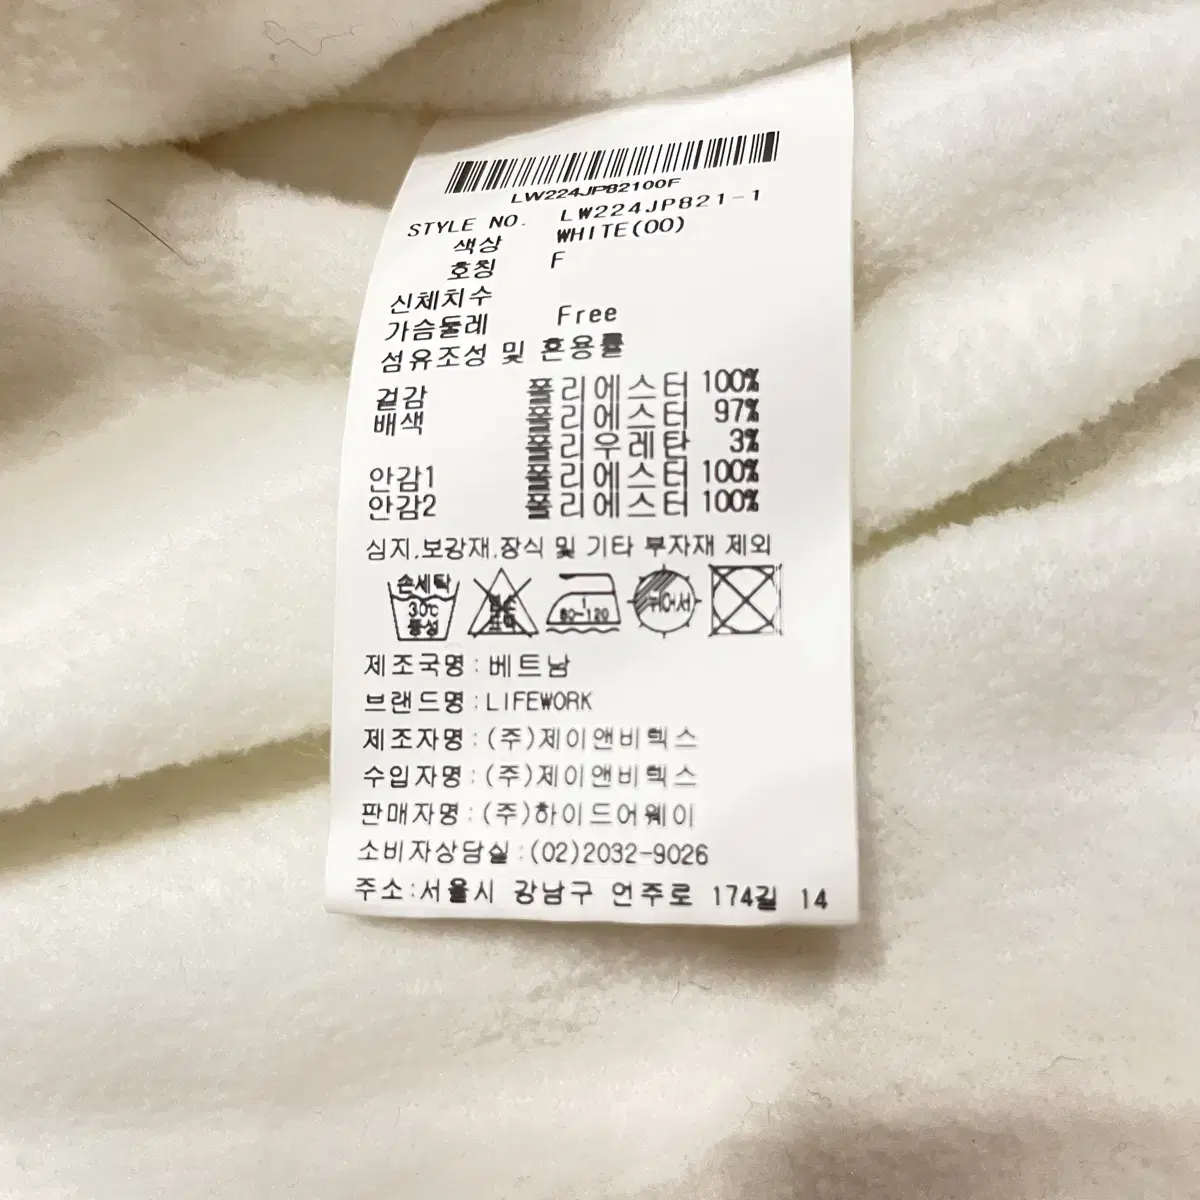 LW224JP82100F
STYLE NO. LW224JP821-1
색상 WHITE(00)
호칭 F
신체치수
가슴둘레 Free
섬유조성 및 혼용률
겉감 폴리에스터 100%
배색 폴리에스터 97%
폴리우레탄 3%
안감1 폴리에스터 100%
안감2 폴리에스터 100%
심지,보강재,장식 및 기타 부자재 제외
손세탁
30℃
중성
80-120
뉘어서
제조국명:베트남
브랜드명:LIFEWORK
제조자명:(주)제이앤비텍스
수입자명:(주)제이앤비텍스
판매자명:(주)하이드어웨이
소비자상담실:(02)2032-9026
주소:서울시 강남구 언주로 174길 14